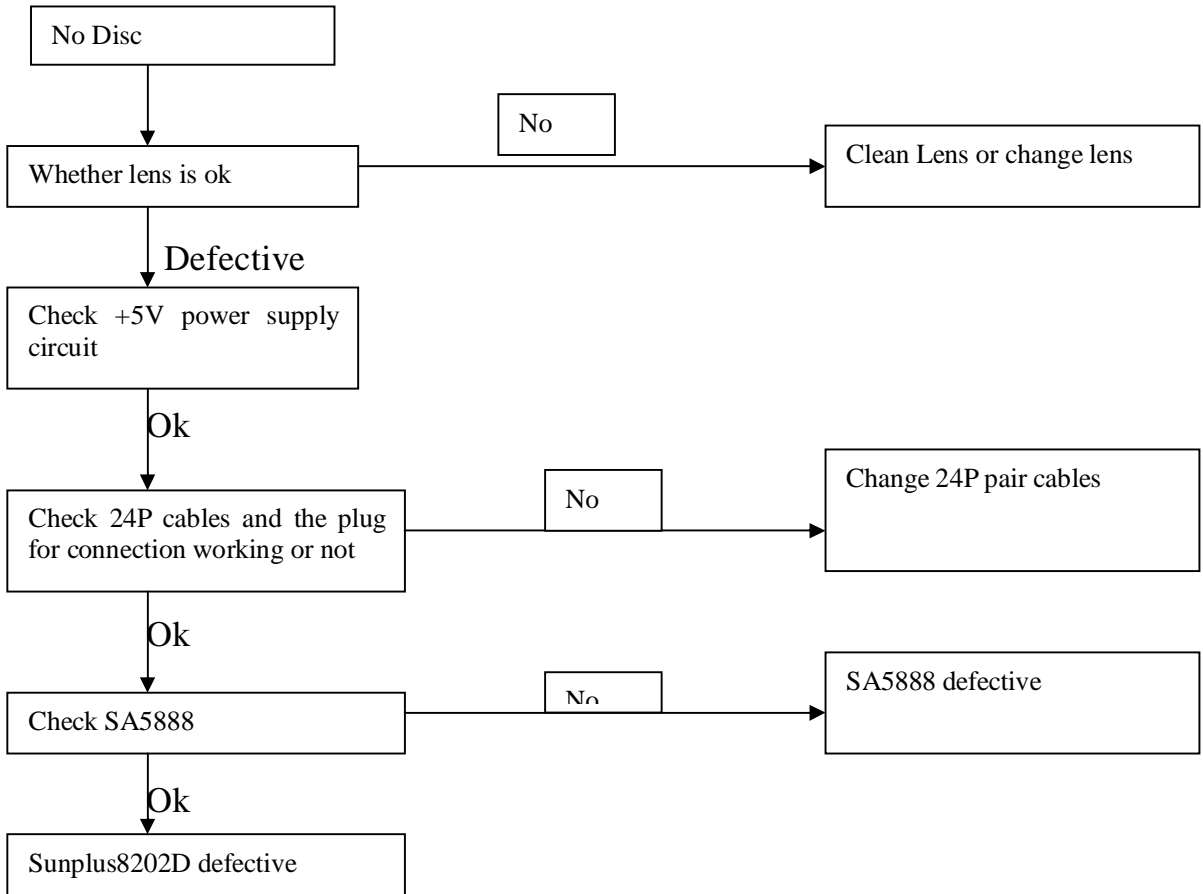 No Disc
No
Clean Lens or change lens
Whether lens is ok
Defective
Check +5V power supply
circuit
Ok
Change 24P pair cables
No
Check 24P cables and the plug
for connection working or not
Ok
SA5888 defective
No
Check SA5888
Ok
Sunplus8202D defective